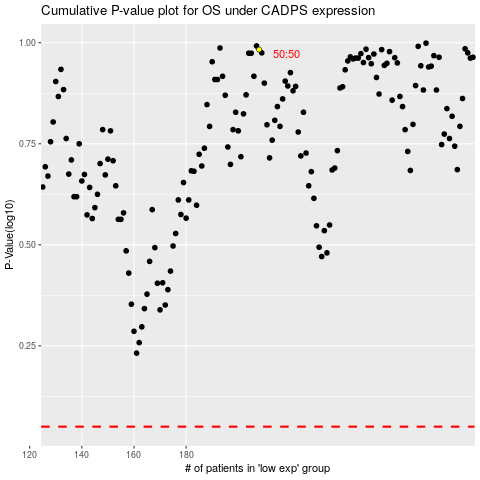 Cumulative P-value plot for OS under CADPS expression
1.00
50:50
0.75
0.50
0.25
P-Value(log10)
120 140 160 180
# of patients in 'low exp' group